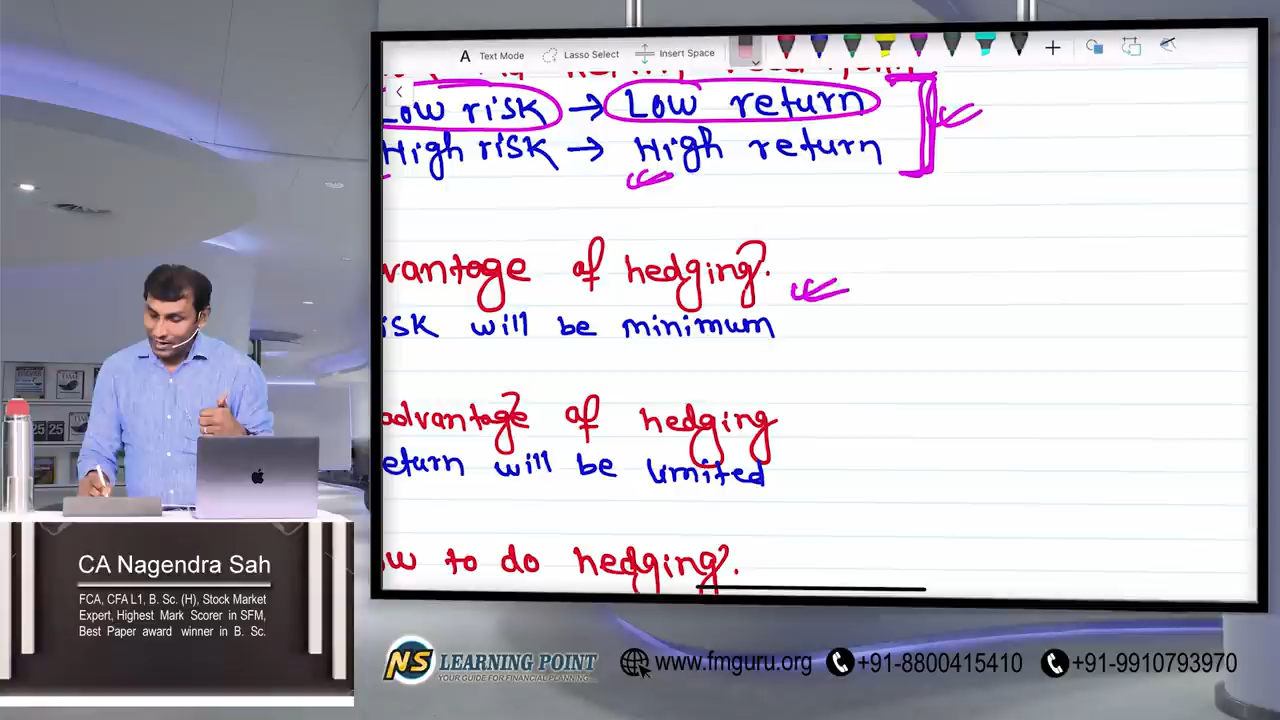 A Text Mode Lasso Select Insert Space
Low risk → Low return
High risk → High return
vantage of hedging?
isk will be minimum
advantage of hedging
eturn will be limited
ow to do hedging?
CA Nagendra Sah
FCA, CFA L1, B. Sc. (H), Stock Market
Expert, Highest Mark Scorer in SFM,
Best Paper award winner in B. Sc.
NS LEARNING POINT
YOUR GUIDE FOR FINANCIAL PLANNING
www.fmguru.org +91-8800415410 +91-9910793970